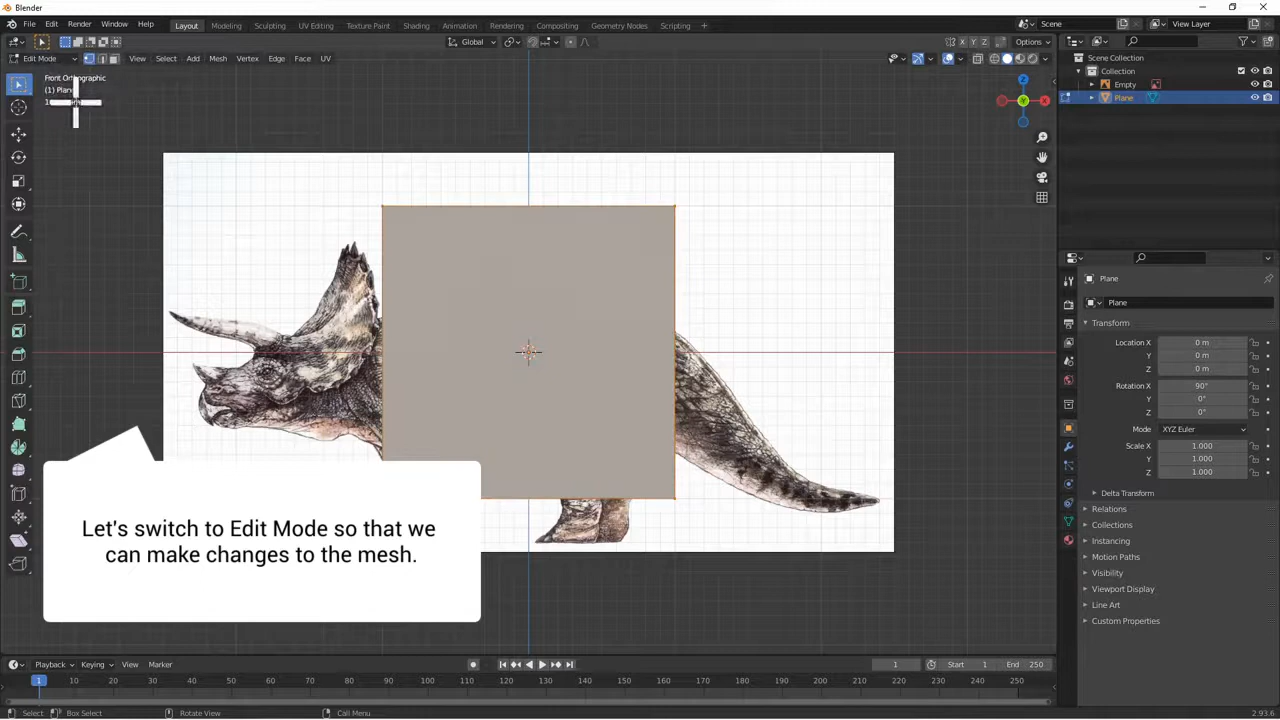 Blender
File Edit Render Window Help
Layout Modeling Sculpting UV Editing Texture Paint Shading Animation Rendering Compositing Geometry Nodes Scripting +
Scene
View Layer
Global
X Y Z
Options
Edit Mode
View Select Add Mesh Vertex Edge Face UV
Front Orthographic
(1) Plane
Z
Y
X
Scene Collection
Collection
Empty
Plane
Plane
Plane
Transform
Location X 0 m
Y 0 m
Z 0 m
Rotation X 90°
Y 0°
Z 0°
Mode XYZ Euler
Scale X 1.000
Y 1.000
Z 1.000
Delta Transform
Relations
Collections
Instancing
Motion Paths
Visibility
Viewport Display
Line Art
Custom Properties
Let's switch to Edit Mode so that we
can make changes to the mesh.
Playback Keying View Marker
1
Start 1
End 250
1 10 20 30 40 50 60 70 80 90 100 110 120 130 140 150 160 170 180 190 200 210 220 230 240 250
Select Box Select Rotate View Call Menu
2.93.6